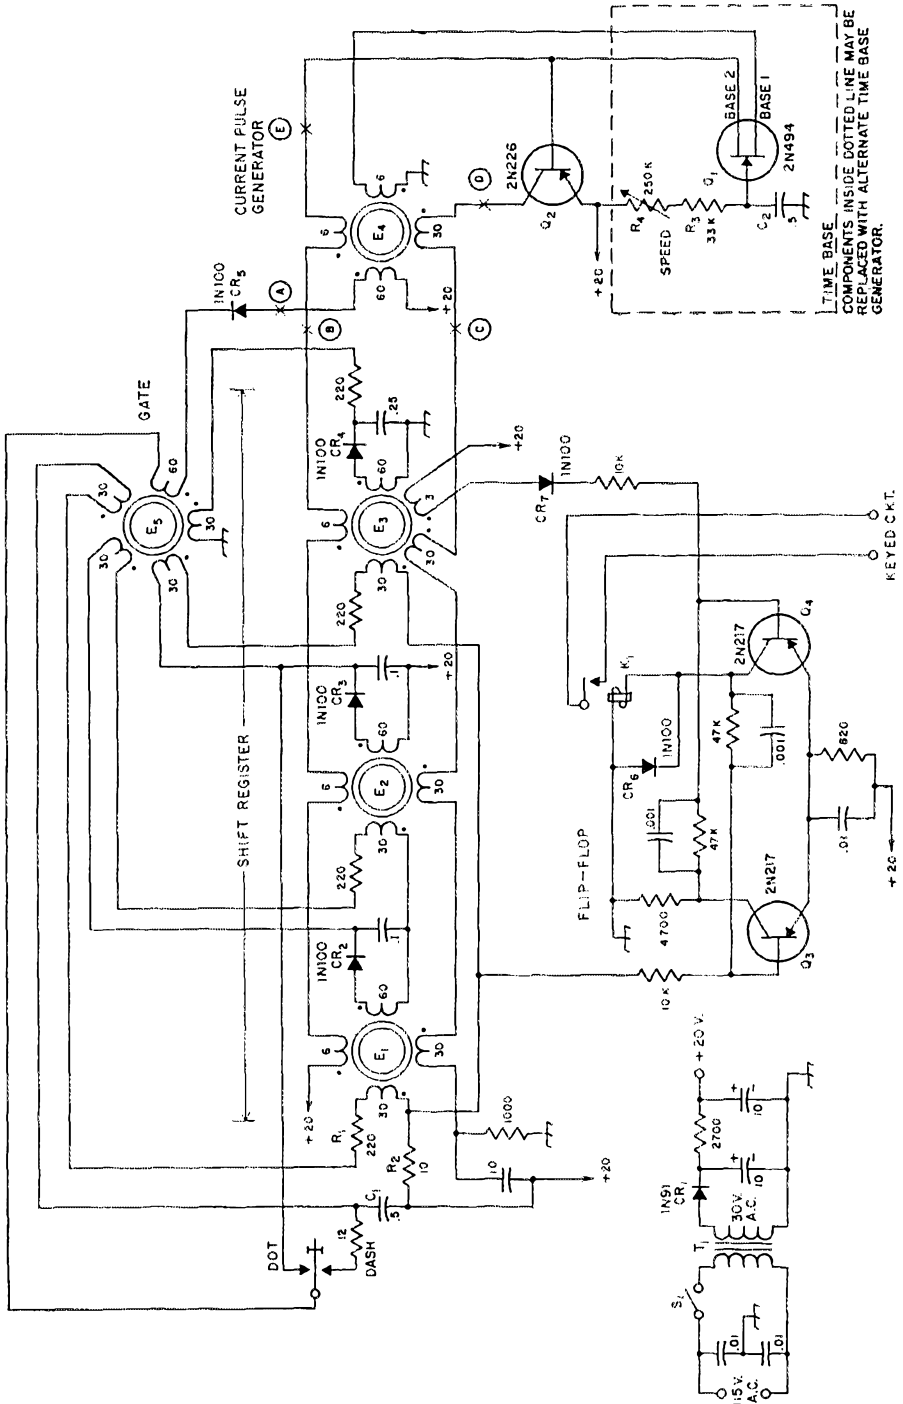 CURRENT PULSE
GENERATOR
E
GATE
1N100
CR5
A
B
C
D
+20
6
6
E4
30
60
2N226
Q2
+20
R4
250K
SPEED
R3
33K
Q1
BASE 2
BASE 1
2N494
C2
.5
TIME BASE
COMPONENTS INSIDE DOTTED LINE MAY BE
REPLACED WITH ALTERNATE TIME BASE
GENERATOR.
E5
60
30
30
30
30
SHIFT REGISTER
220
.25
1N100
CR4
60
6
E3
30
30
3
+20
220
CR7
1N100
10K
KEYED CKT.
1N100
CR3
.1
+20
60
6
E2
30
30
220
1N100
CR2
.1
60
6
E1
30
30
+20
R1
220
R2
10
1000
10
+20
C1
.5
12
DOT
DASH
FLIP-FLOP
K1
CR6
1N100
.001
47K
4700
10K
47K
.001
2N217
Q4
2N217
Q3
820
.01
+20
+20 V.
2700
10
10
1N91
CR1
30V.
A.C.
T1
S1
.01
.01
A.C.